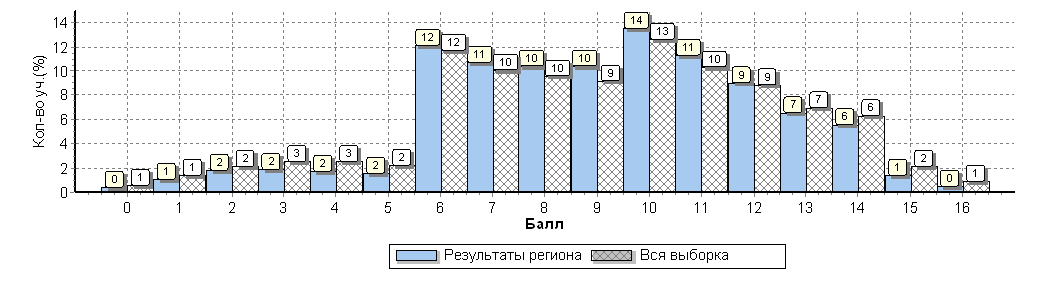 Кол-во уч.(%)
14
12
10
8
6
4
2
0
0 1 1 1 2 2 2 3 2 3 2 2 12 12 11 10 10 10 10 9 14 13 11 10 9 9 7 7 6 6 1 2 0 1
0 1 2 3 4 5 6 7 8 9 10 11 12 13 14 15 16
Балл
Результаты региона Вся выборка